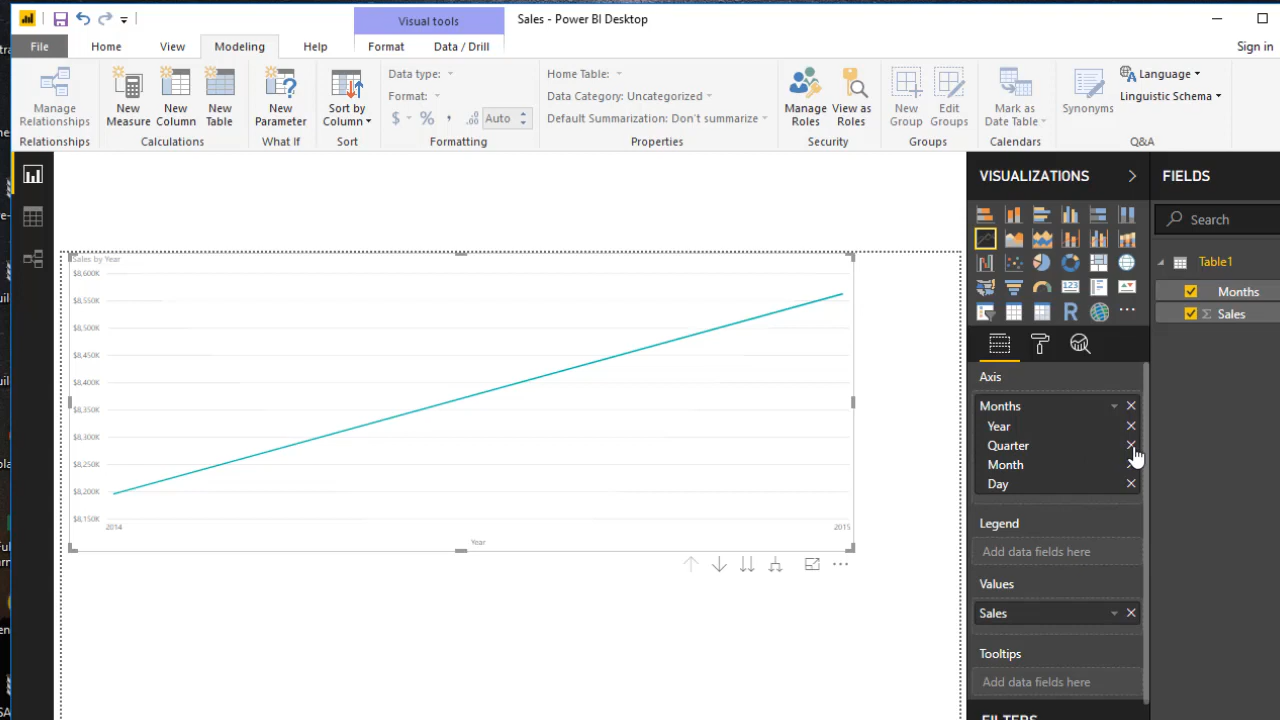 Sales - Power BI Desktop
Visual tools
File Home View Modeling Help Format Data / Drill Sign in
Manage Relationships
New Measure
New Column
New Table
New Parameter
Sort by Column
Data type:
Format:
$ % , .00 Auto
Home Table:
Data Category: Uncategorized
Default Summarization: Don't summarize
Manage Roles
View as Roles
New Group
Edit Groups
Mark as Date Table
Synonyms
Language
Linguistic Schema
Relationships Calculations What If Sort Formatting Properties Security Groups Calendars Q&A
Sales by Year
$8,600K
$8,550K
$8,500K
$8,450K
$8,400K
$8,350K
$8,300K
$8,250K
$8,200K
$8,150K
2014 2015
Year
VISUALIZATIONS
123
R
Axis
Months
Year
Quarter
Month
Day
Legend
Add data fields here
Values
Sales
Tooltips
Add data fields here
FILTERS
FIELDS
Search
Table1
Months
Σ Sales